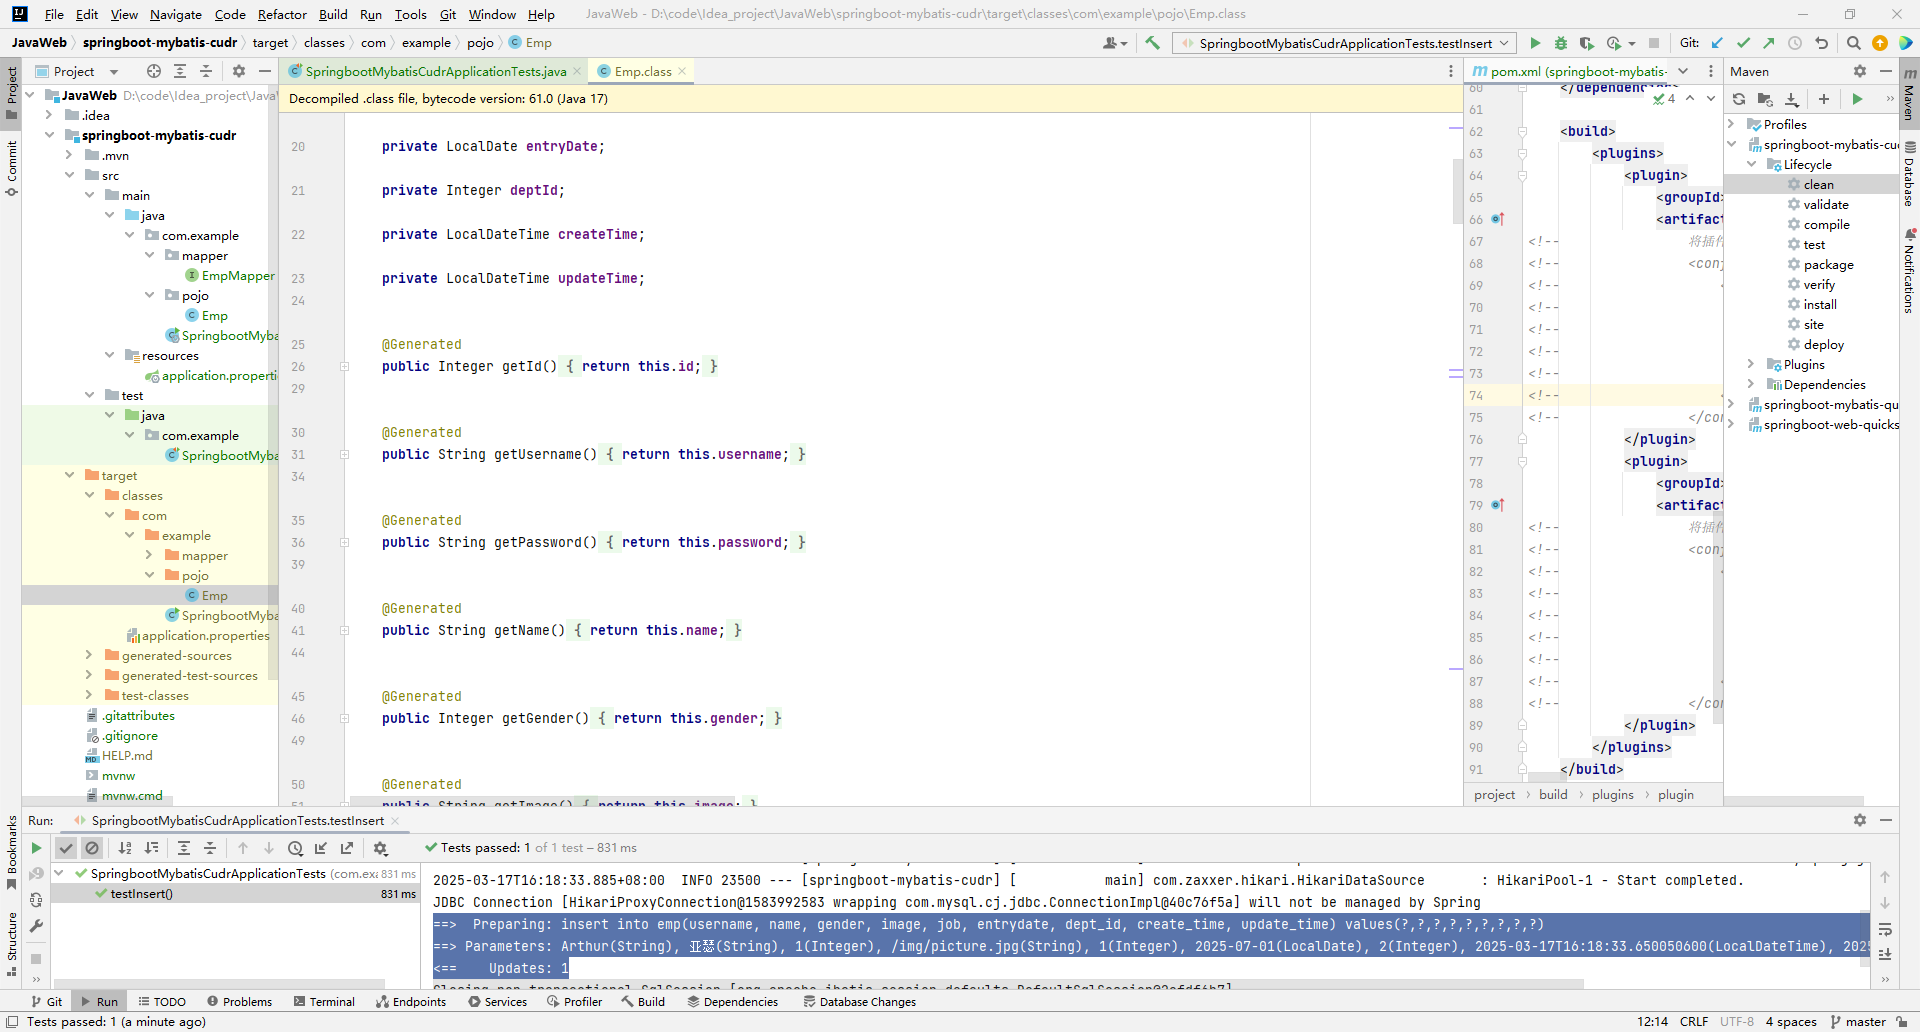 File Edit View Navigate Code Refactor Build Run Tools Git Window Help JavaWeb - D:\code\Idea_project\JavaWeb\springboot-mybatis-cudr\target\classes\com\example\pojo\Emp.class
JavaWeb springboot-mybatis-cudr target classes com example pojo Emp
SpringbootMybatisCudrApplicationTests.testInsert Git:
Project
SpringbootMybatisCudrApplicationTests.java Emp.class
pom.xml (springboot-mybatis-
Maven
Decompiled .class file, bytecode version: 61.0 (Java 17)
Project
Commit
Bookmarks
Structure
JavaWeb D:\code\Idea_project\Java
.idea
springboot-mybatis-cudr
.mvn
src
main
java
com.example
mapper
EmpMapper
pojo
Emp
SpringbootMyba
resources
application.properti
test
java
com.example
SpringbootMyba
target
classes
com
example
mapper
pojo
Emp
SpringbootMyba
application.properties
generated-sources
generated-test-sources
test-classes
.gitattributes
.gitignore
HELP.md
mvnw
mvnw.cmd
20 private LocalDate entryDate;
21 private Integer deptId;
22 private LocalDateTime createTime;
23 private LocalDateTime updateTime;
24
25 @Generated
26 public Integer getId() { return this.id; }
29
30 @Generated
31 public String getUsername() { return this.username; }
34
35 @Generated
36 public String getPassword() { return this.password; }
39
40 @Generated
41 public String getName() { return this.name; }
44
45 @Generated
46 public Integer getGender() { return this.gender; }
49
50 @Generated
51 public String getImage() { return this.image; }
4
60 </dependenc
61
62 <build>
63 <plugins>
64 <plugin>
65 <groupId>
66 <artifact
67 <!-- 将插件
68 <!-- <conf
69 <!--
70 <!--
71 <!--
72 <!--
73 <!--
74 <!--
75 <!-- </con
76 </plugin>
77 <plugin>
78 <groupId>
79 <artifact
80 <!-- 将插件
81 <!-- <conf
82 <!--
83 <!--
84 <!--
85 <!--
86 <!--
87 <!--
88 <!-- </con
89 </plugin>
90 </plugins>
91 </build>
project build plugins plugin
Profiles
springboot-mybatis-cu
Lifecycle
clean
validate
compile
test
package
verify
install
site
deploy
Plugins
Dependencies
springboot-mybatis-qu
springboot-web-quicks
Maven
Database
Notifications
Run: SpringbootMybatisCudrApplicationTests.testInsert
Tests passed: 1 of 1 test – 831 ms
SpringbootMybatisCudrApplicationTests (com.exa 831 ms
testInsert() 831 ms
2025-03-17T16:18:33.885+08:00 INFO 23500 --- [springboot-mybatis-cudr] [ main] com.zaxxer.hikari.HikariDataSource : HikariPool-1 - Start completed.
JDBC Connection [HikariProxyConnection@1583992583 wrapping com.mysql.cj.jdbc.ConnectionImpl@40c76f5a] will not be managed by Spring
==> Preparing: insert into emp(username, name, gender, image, job, entrydate, dept_id, create_time, update_time) values(?,?,?,?,?,?,?,?,?)
==> Parameters: Arthur(String), 亚瑟(String), 1(Integer), /img/picture.jpg(String), 1(Integer), 2025-07-01(LocalDate), 2(Integer), 2025-03-17T16:18:33.650050600(LocalDateTime), 202
<== Updates: 1
Git Run TODO Problems Terminal Endpoints Services Profiler Build Dependencies Database Changes
Tests passed: 1 (a minute ago) 12:14 CRLF UTF-8 4 spaces master